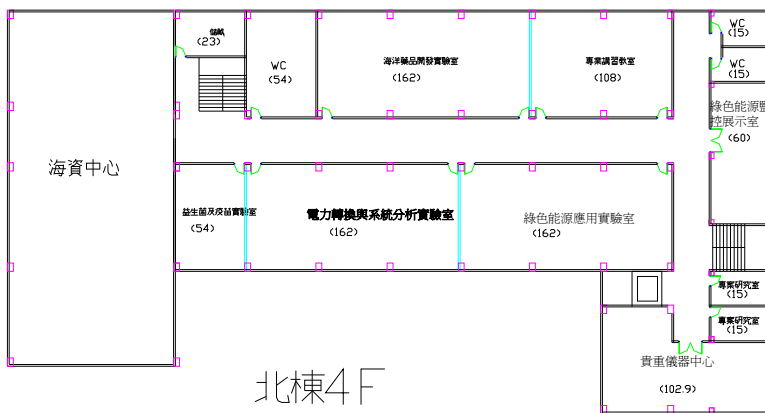 儲藏
(23)
WC
(54)
海洋藥品開發實驗室
(162)
專業講習教室
(108)
WC
(15)
WC
(15)
綠色能源監
控展示室
(60)
海資中心
益生菌及疫苗實驗室
(54)
電力轉換與系統分析實驗室
(162)
綠色能源應用實驗室
(162)
專案研究室
(15)
專案研究室
(15)
貴重儀器中心
(102.9)
北棟4F